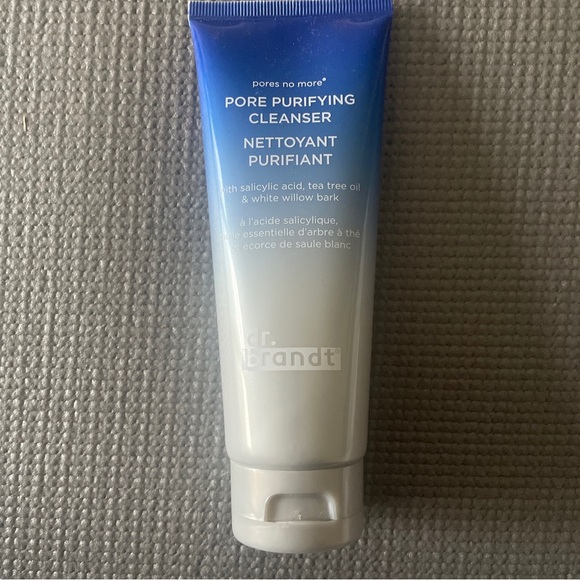 pores no more®
PORE PURIFYING
CLEANSER
NETTOYANT
PURIFIANT
with salicylic acid, tea tree oil
& white willow bark
à l'acide salicylique,
essentielle d'arbre à thé
écorce de saule blanc
dr.
brandt